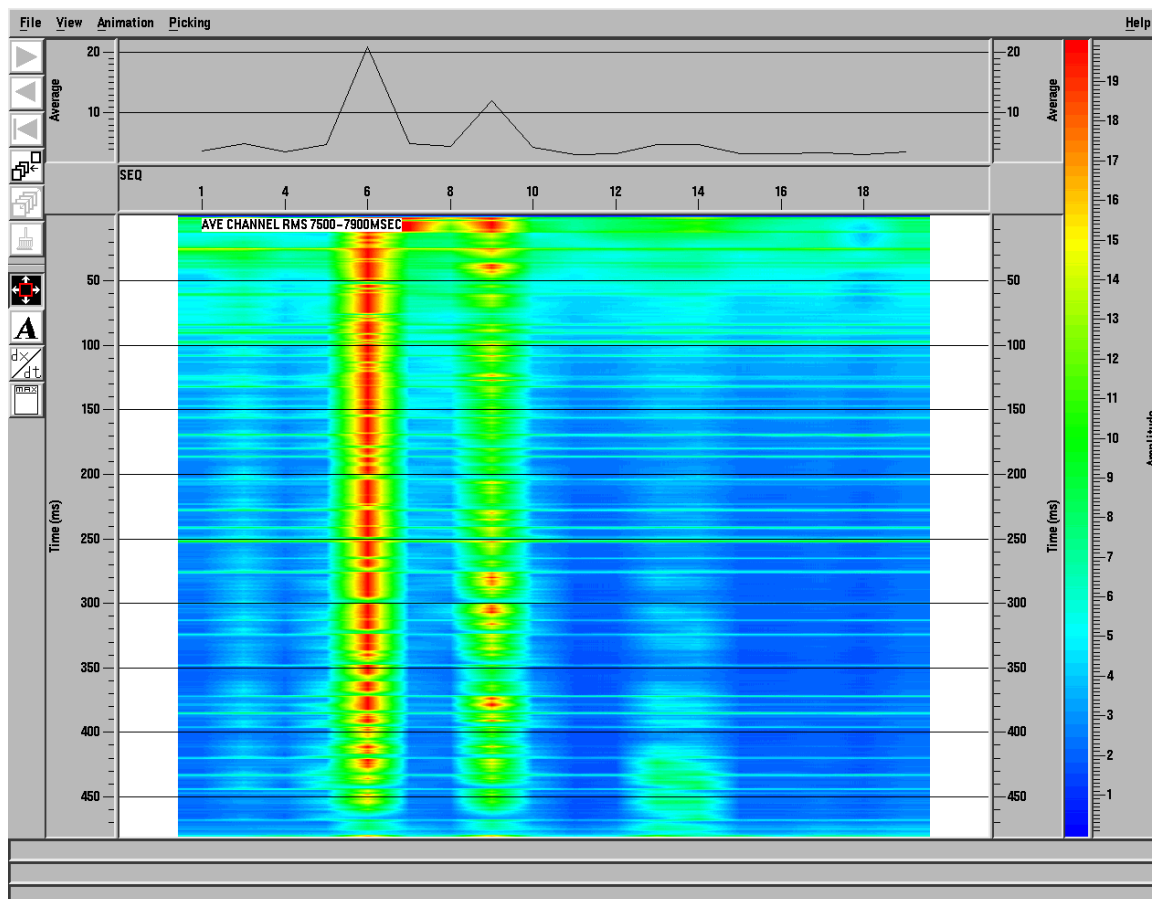 File View Animation Picking Help
Average 20 10 20 10 Average
SEQ
1 4 6 8 10 12 14 16 18
AVE CHANNEL RMS 7500-7900MSEC
A
dx/dt
max
Time (ms)
50 50
100 100
150 150
200 200
250 250
300 300
350 350
400 400
450 450
Time (ms)
19
18
17
16
15
14
13
12
11
10
9
8
7
6
5
4
3
2
1
Amplitude